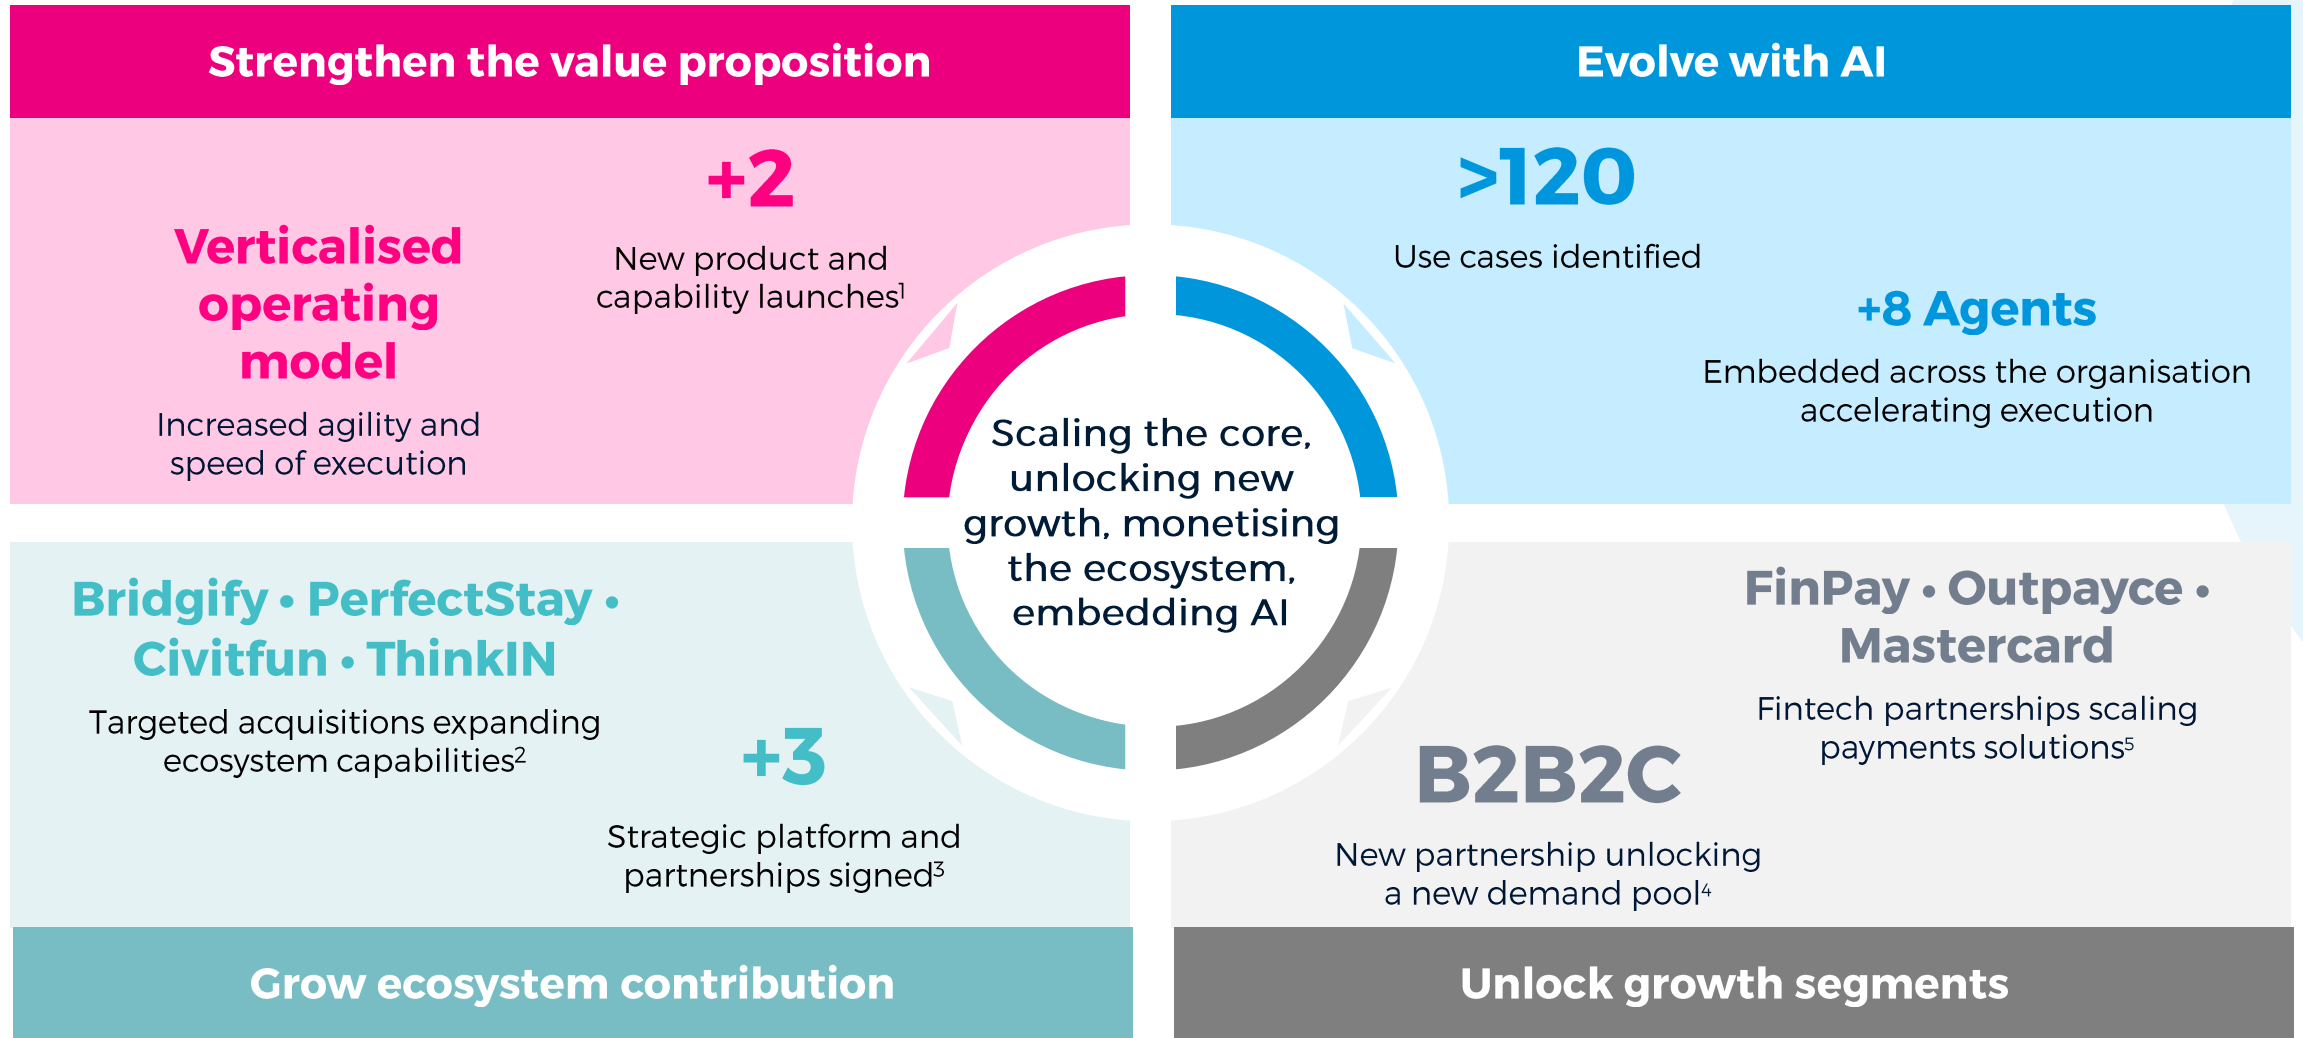 Strengthen the value proposition
+2
New product and
capability launches¹
Verticalised
operating
model
Increased agility and
speed of execution
Evolve with AI
>120
Use cases identified
+8 Agents
Embedded across the organisation
accelerating execution
Scaling the core,
unlocking new
growth, monetising
the ecosystem,
embedding AI
Bridgify • PerfectStay •
Civitfun • ThinkIN
Targeted acquisitions expanding
ecosystem capabilities²
+3
Strategic platform and
partnerships signed³
Grow ecosystem contribution
FinPay • Outpayce •
Mastercard
Fintech partnerships scaling
payments solutions⁵
B2B2C
New partnership unlocking
a new demand pool⁴
Unlock growth segments